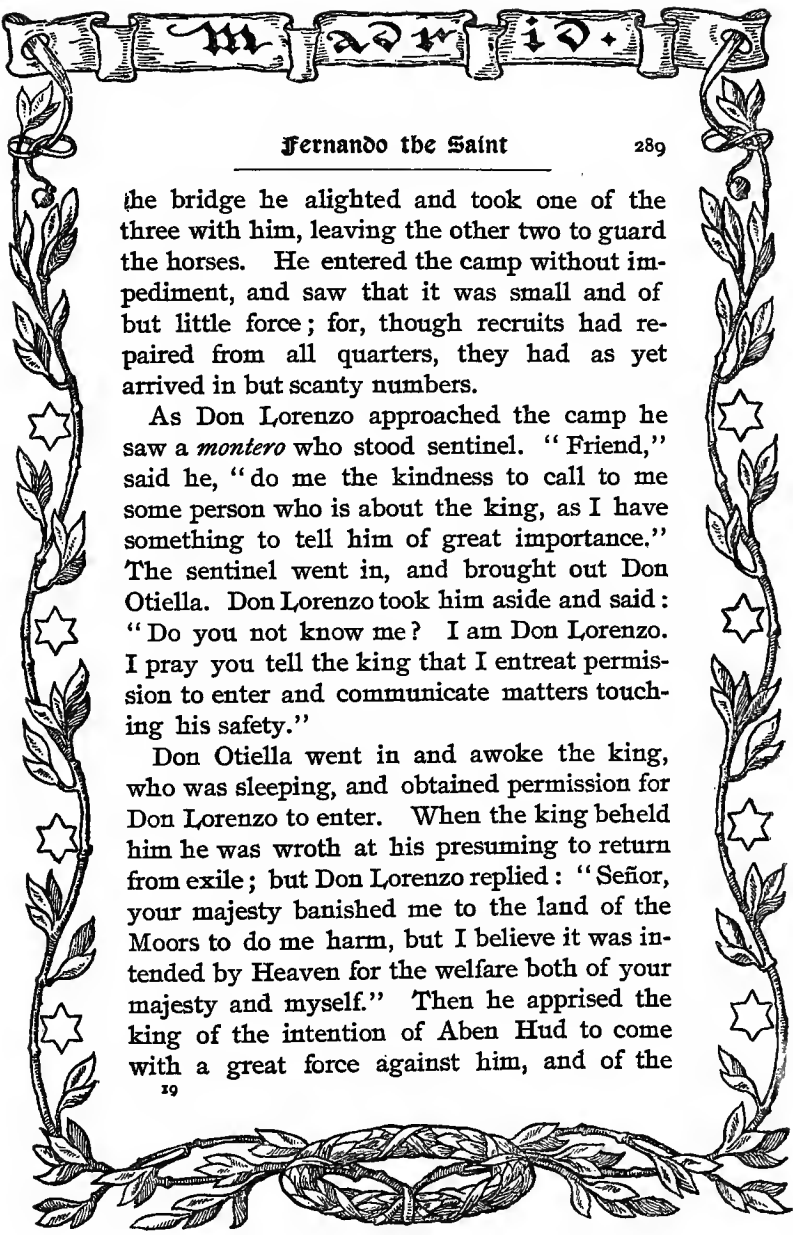 Madrid.
Fernando the Saint 289
the bridge he alighted and took one of the
three with him, leaving the other two to guard
the horses. He entered the camp without im-
pediment, and saw that it was small and of
but little force; for, though recruits had re-
paired from all quarters, they had as yet
arrived in but scanty numbers.
As Don Lorenzo approached the camp he
saw a montero who stood sentinel. “Friend,”
said he, “do me the kindness to call to me
some person who is about the king, as I have
something to tell him of great importance.”
The sentinel went in, and brought out Don
Otiella. Don Lorenzo took him aside and said:
“Do you not know me? I am Don Lorenzo.
I pray you tell the king that I entreat permis-
sion to enter and communicate matters touch-
ing his safety.”
Don Otiella went in and awoke the king,
who was sleeping, and obtained permission for
Don Lorenzo to enter. When the king beheld
him he was wroth at his presuming to return
from exile; but Don Lorenzo replied: “Señor,
your majesty banished me to the land of the
Moors to do me harm, but I believe it was in-
tended by Heaven for the welfare both of your
majesty and myself.” Then he apprised the
king of the intention of Aben Hud to come
with a great force against him, and of the
19